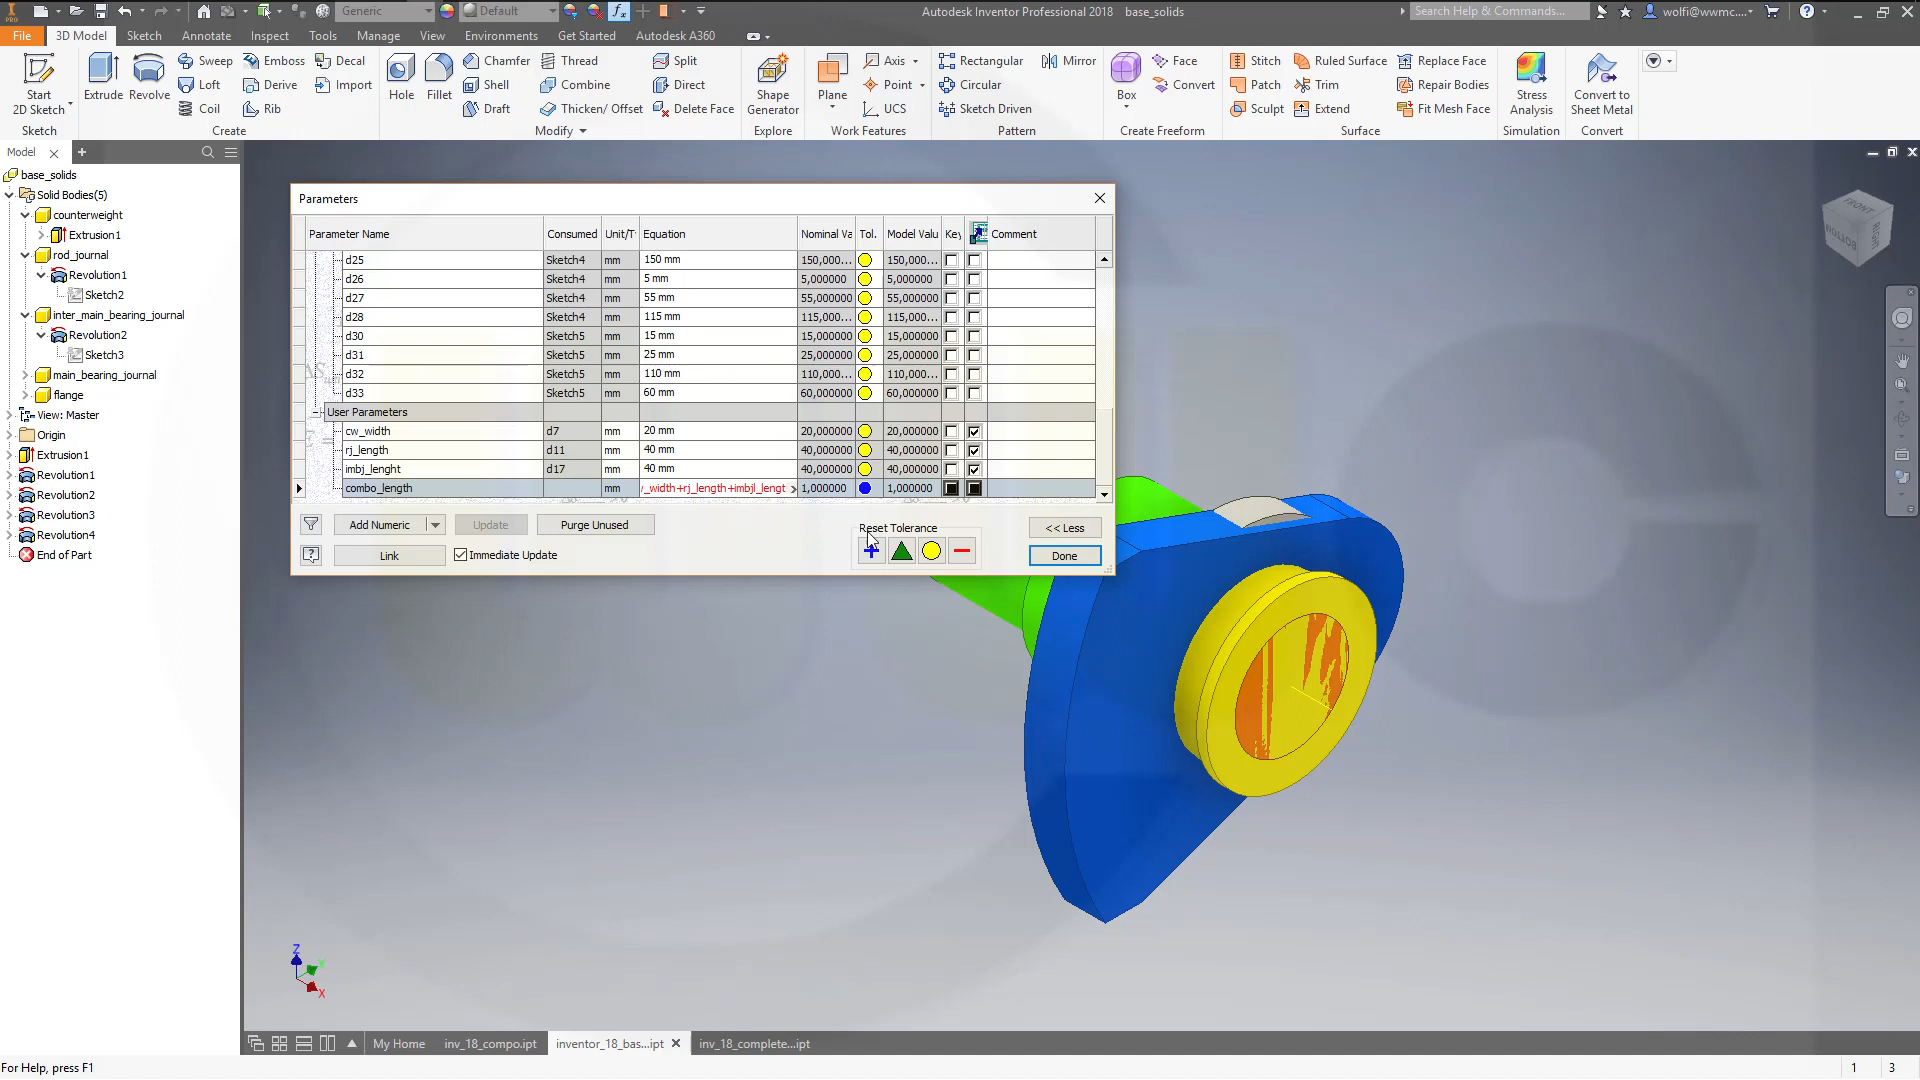 Generic
Default
Autodesk Inventor Professional 2018 base_solids
Search Help & Commands...
wolfi@wwmc....
File
3D Model
Sketch
Annotate
Inspect
Tools
Manage
View
Environments
Get Started
Autodesk A360
Start
2D Sketch
Sketch
Extrude
Revolve
Sweep
Loft
Coil
Emboss
Derive
Rib
Decal
Import
Create
Hole
Fillet
Chamfer
Shell
Draft
Thread
Combine
Thicken/ Offset
Split
Direct
Delete Face
Modify
Shape
Generator
Explore
Plane
Axis
Point
UCS
Work Features
Rectangular
Circular
Sketch Driven
Mirror
Pattern
Box
Face
Convert
Create Freeform
Stitch
Patch
Sculpt
Ruled Surface
Trim
Extend
Replace Face
Repair Bodies
Fit Mesh Face
Surface
Stress
Analysis
Simulation
Convert to
Sheet Metal
Convert
Model
base_solids
Solid Bodies(5)
counterweight
Extrusion1
rod_journal
Revolution1
Sketch2
inter_main_bearing_journal
Revolution2
Sketch3
main_bearing_journal
flange
View: Master
Origin
Extrusion1
Revolution1
Revolution2
Revolution3
Revolution4
End of Part
Parameters
Parameter Name Consumed Unit/T Equation Nominal Va Tol. Model Valu Key Comment
d25 Sketch4 mm 150 mm 150,000... 150,000...
d26 Sketch4 mm 5 mm 5,000000 5,000000
d27 Sketch4 mm 55 mm 55,000000 55,000000
d28 Sketch4 mm 115 mm 115,000... 115,000...
d30 Sketch5 mm 15 mm 15,000000 15,000000
d31 Sketch5 mm 25 mm 25,000000 25,000000
d32 Sketch5 mm 110 mm 110,000... 110,000...
d33 Sketch5 mm 60 mm 60,000000 60,000000
User Parameters
cw_width d7 mm 20 mm 20,000000 20,000000
rj_length d11 mm 40 mm 40,000000 40,000000
imbj_lenght d17 mm 40 mm 40,000000 40,000000
combo_length mm _width+rj_length+imbjl_lengt 1,000000 1,000000
Add Numeric
Update
Purge Unused
Reset Tolerance
<< Less
Link
Immediate Update
Done
FRONT
RIGHT
BOTTOM
Z
Y
X
My Home
inv_18_compo.ipt
inventor_18_bas...ipt
inv_18_complete...ipt
For Help, press F1
1
3